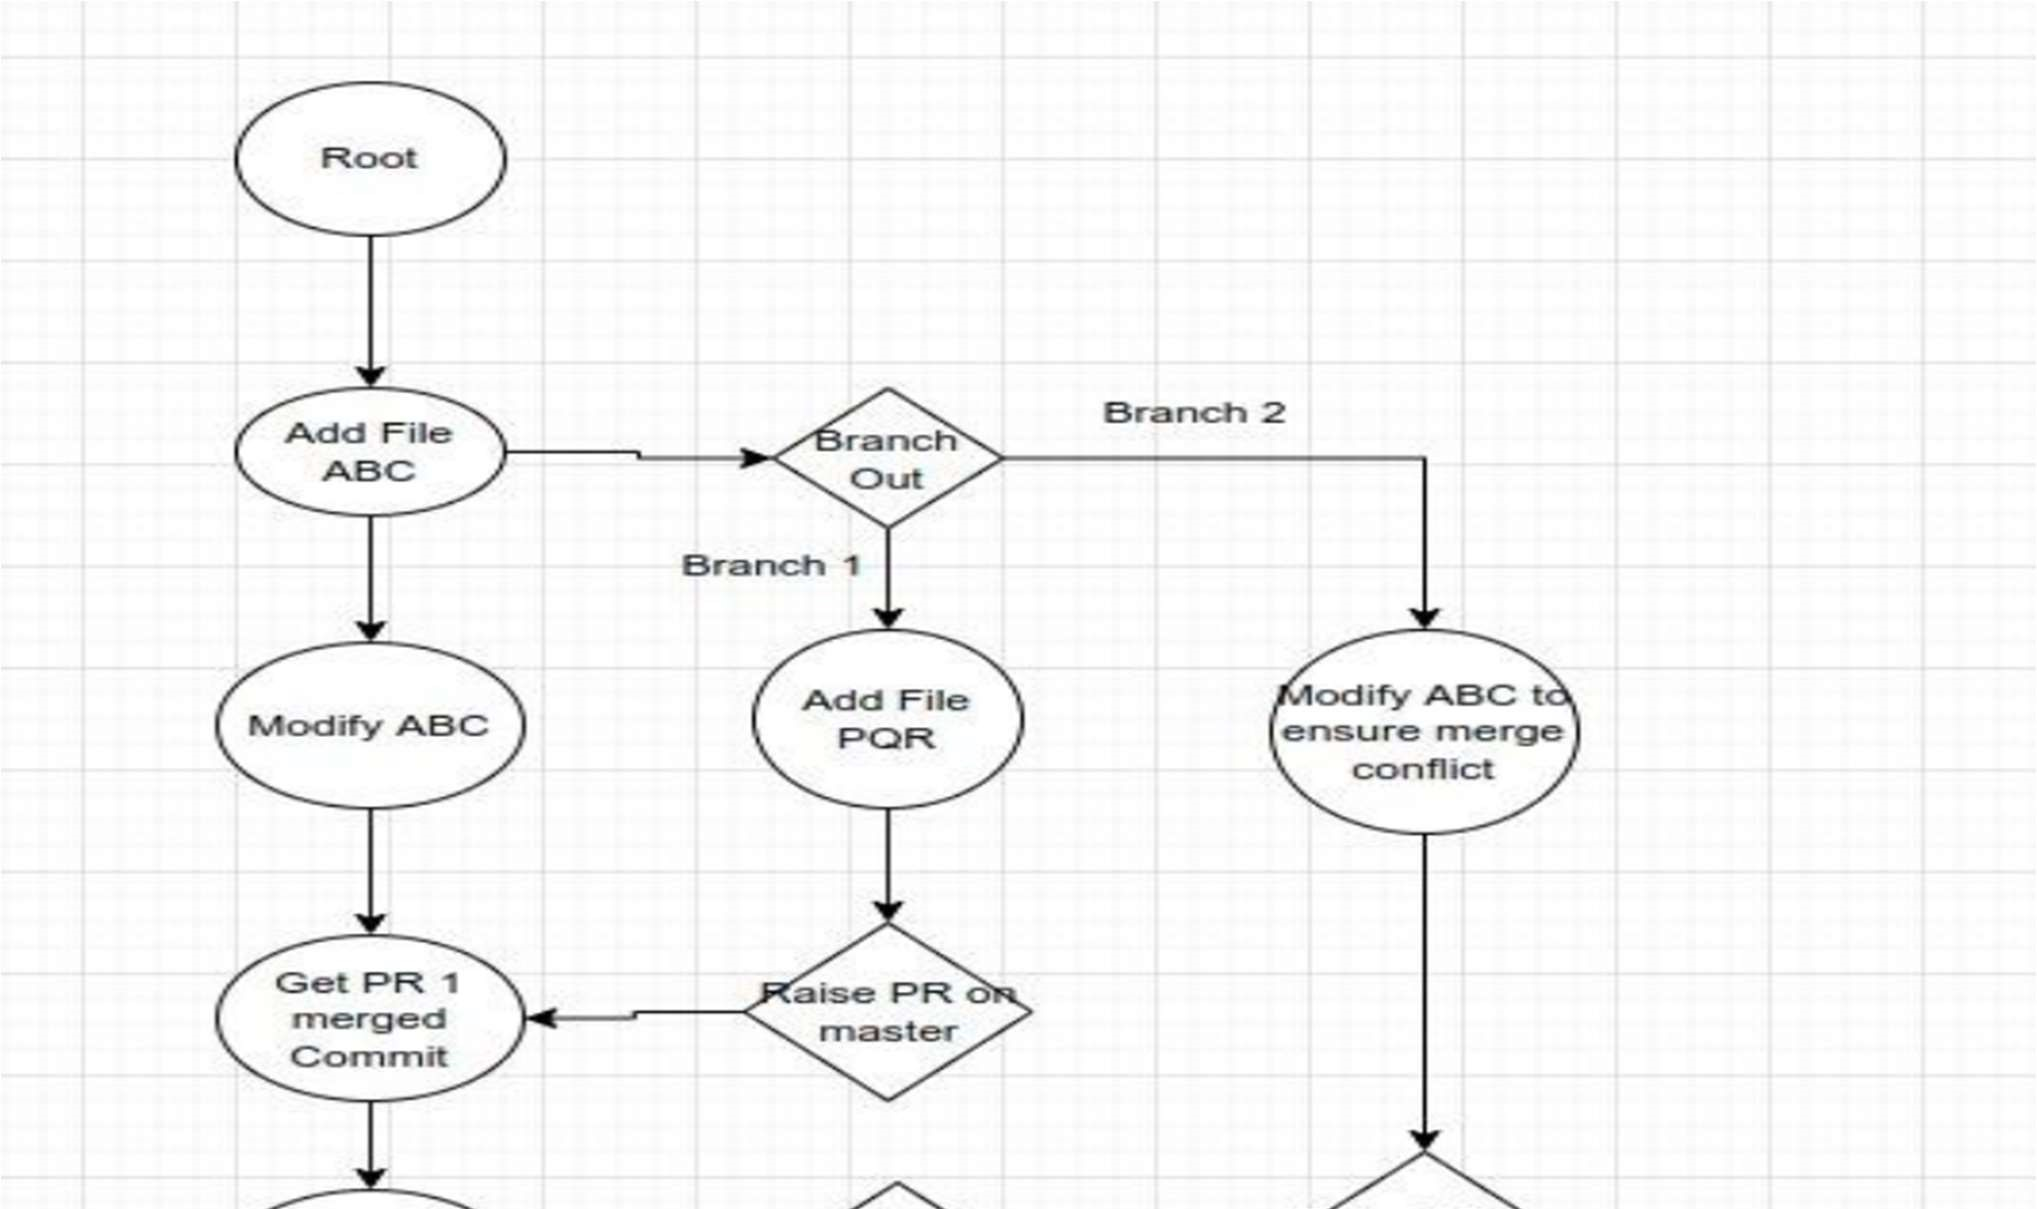 Root
Add File
ABC
Branch
Out
Branch 2
Branch 1
Modify ABC
Add File
PQR
Modify ABC to
ensure merge
conflict
Get PR 1
merged
Commit
Raise PR on
master